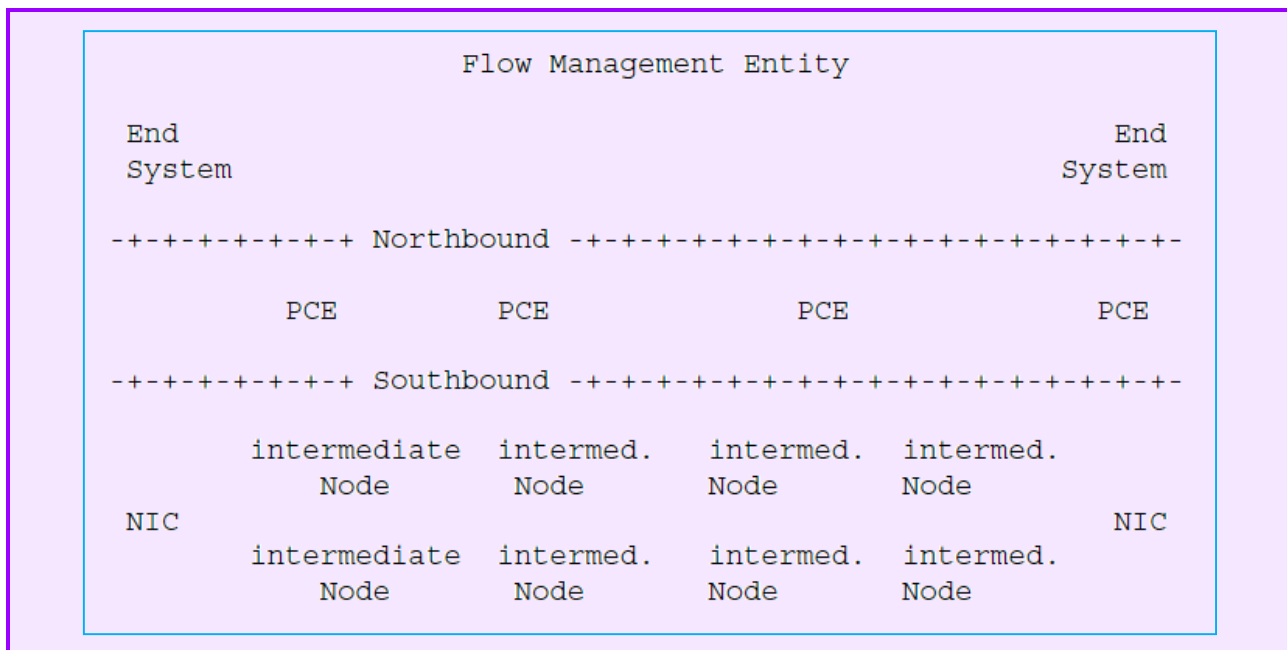 Flow Management Entity
End End
System System
-+-+-+-+-+-+-+ Northbound -+-+-+-+-+-+-+-+-+-+-+-+-+-+-+-+-+-
PCE PCE PCE PCE
-+-+-+-+-+-+-+ Southbound -+-+-+-+-+-+-+-+-+-+-+-+-+-+-+-+-+-
intermediate intermed. intermed. intermed.
Node Node Node Node
NIC NIC
intermediate intermed. intermed. intermed.
Node Node Node Node